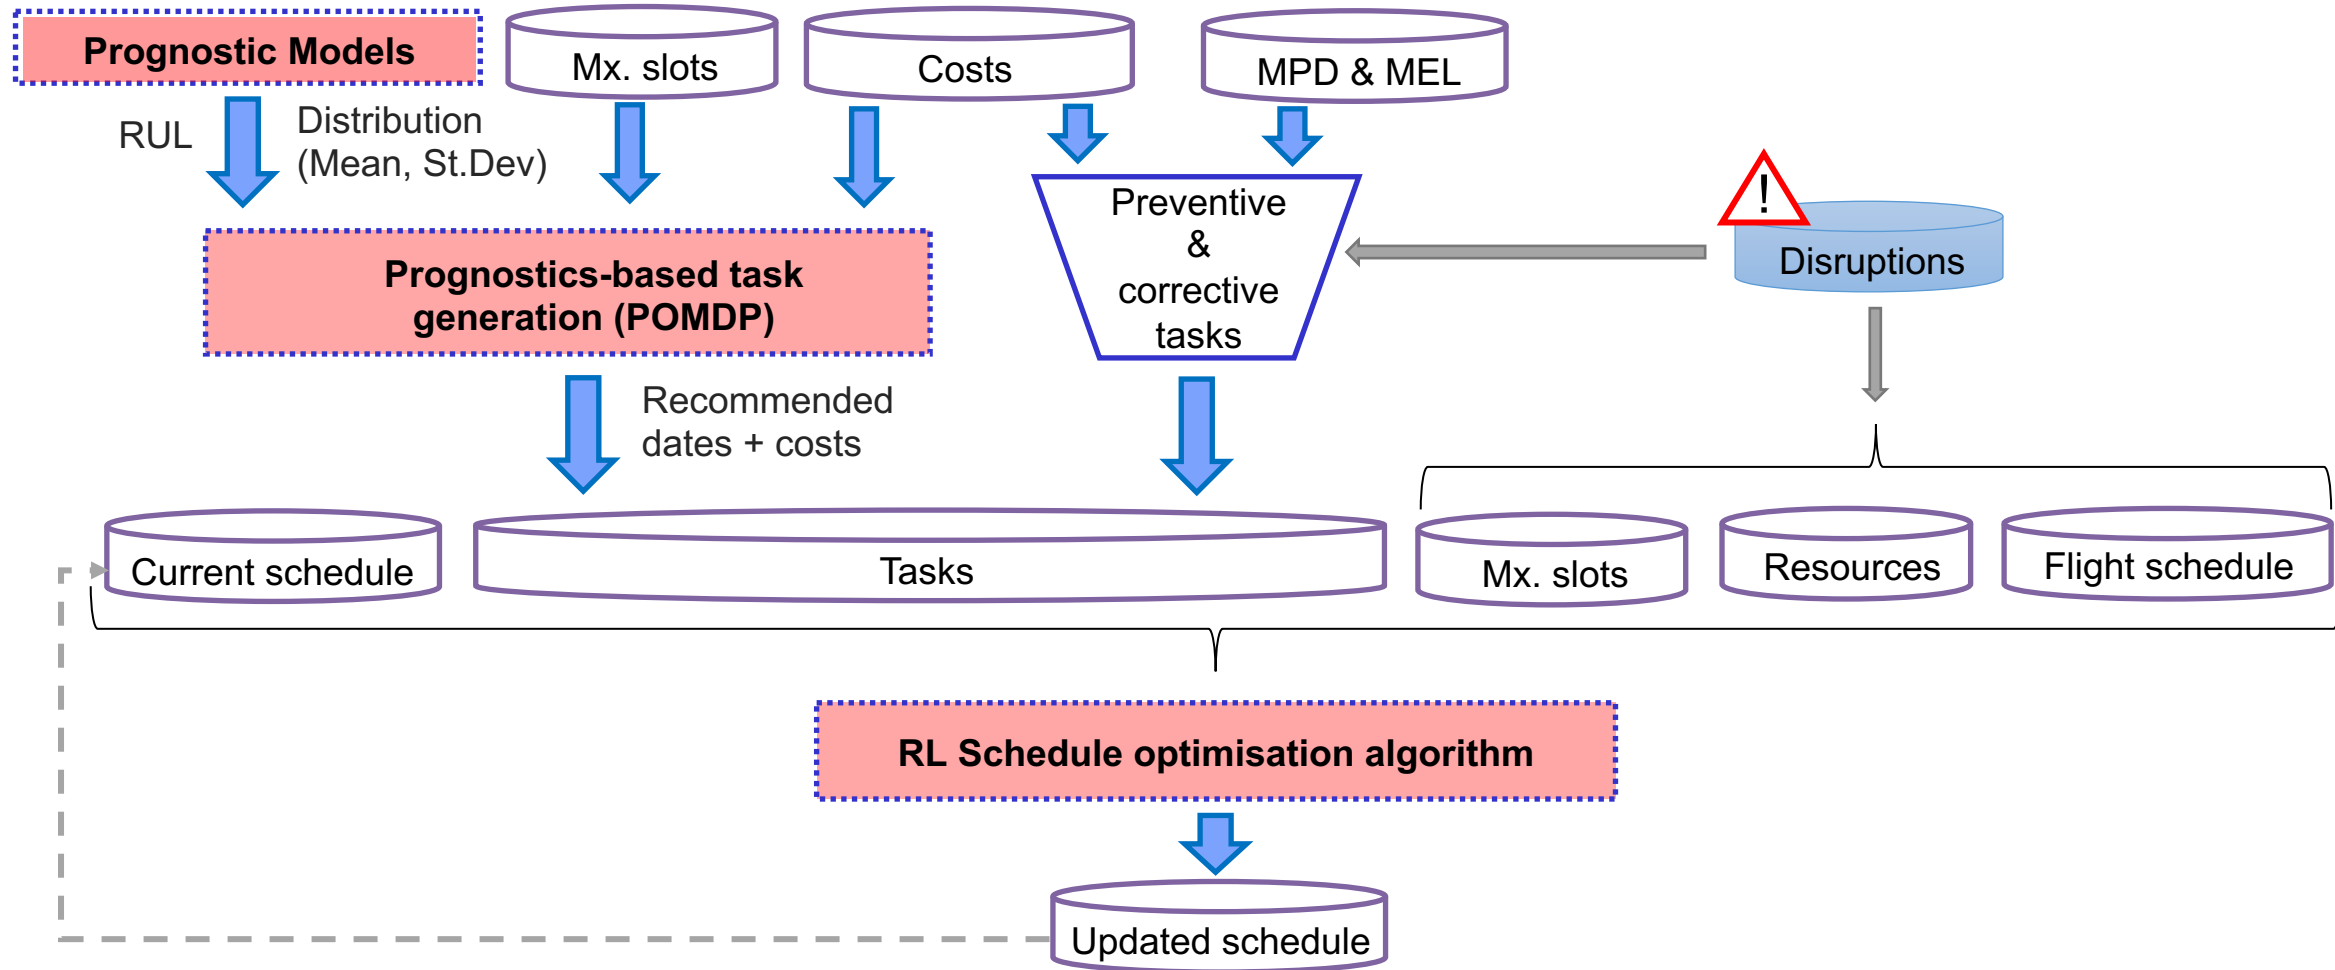 Prognostic Models
Mx. slots
Costs
MPD & MEL
RUL
Distribution
(Mean, St.Dev)
Preventive
&
corrective
tasks
!
Disruptions
Prognostics-based task
generation (POMDP)
Recommended
dates + costs
Current schedule
Tasks
Mx. slots
Resources
Flight schedule
RL Schedule optimisation algorithm
Updated schedule